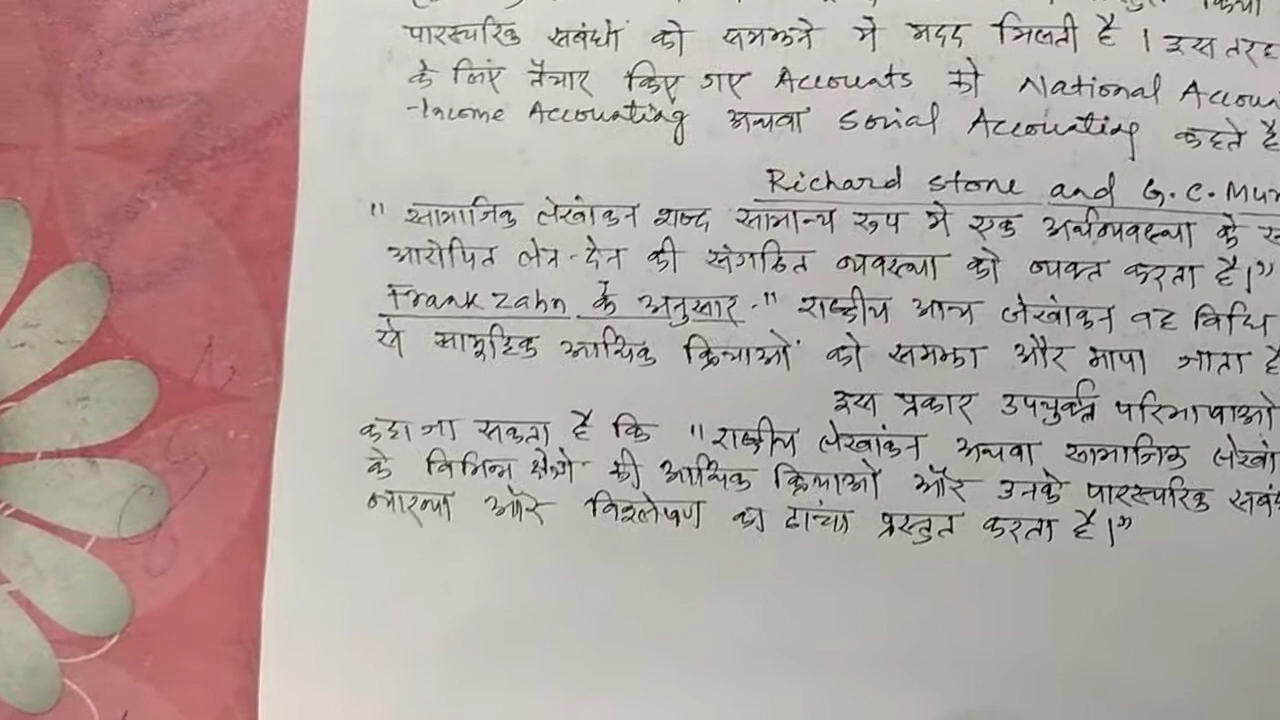 किया
पारस्परिक सबंधों को समझने मे मदद मिलती है । इस तरह
के लिए तैयार किए गए Accounts को National Accoun
-Income Accounting अथवा Social Accounting कहते है
Richard Stone and G.C. Mur
"सामाजिक लेखांकन शब्द सामान्य रुप मे एक अर्थव्यवस्था के
आरोपित लेन-देन की संगठित व्यवस्था को व्यक्त करता है।"
Frank Zahn के अनुसार-" राष्ट्रीय आय लेखांकन वह विधि
से सामूहिक आर्थिक क्रियाओं को समझा और मापा जाता है
इस प्रकार उपर्युक्त परिभाषाओ
कहा जा सकता है कि "राष्ट्रीय लेखांकन अथवा सामाजिक लेखां
के विभिन्न क्षेत्रो की आर्थिक क्रियाओं और उनके पारस्परिक सबंध
व्याख्या और विश्लेषण का ढांचा प्रस्तुत करता है।"